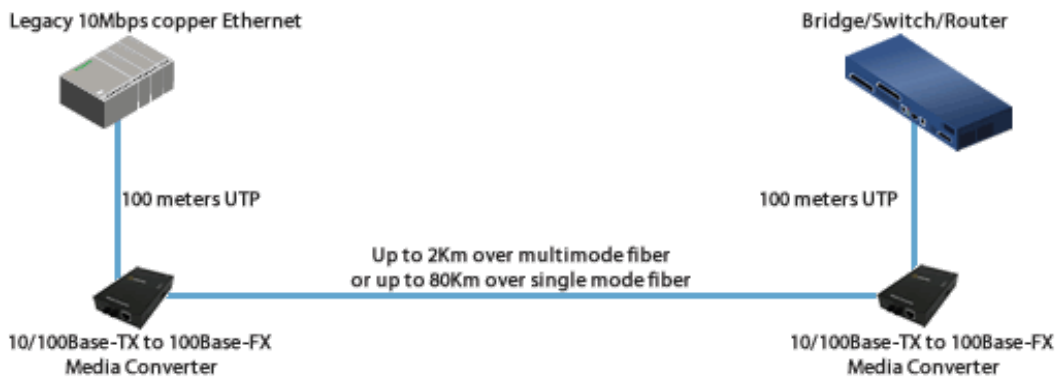 Legacy 10Mbps copper Ethernet
Bridge/Switch/Router
100 meters UTP
100 meters UTP
Up to 2Km over multimode fiber
or up to 80Km over single mode fiber
10/100Base-TX to 100Base-FX
Media Converter
10/100Base-TX to 100Base-FX
Media Converter